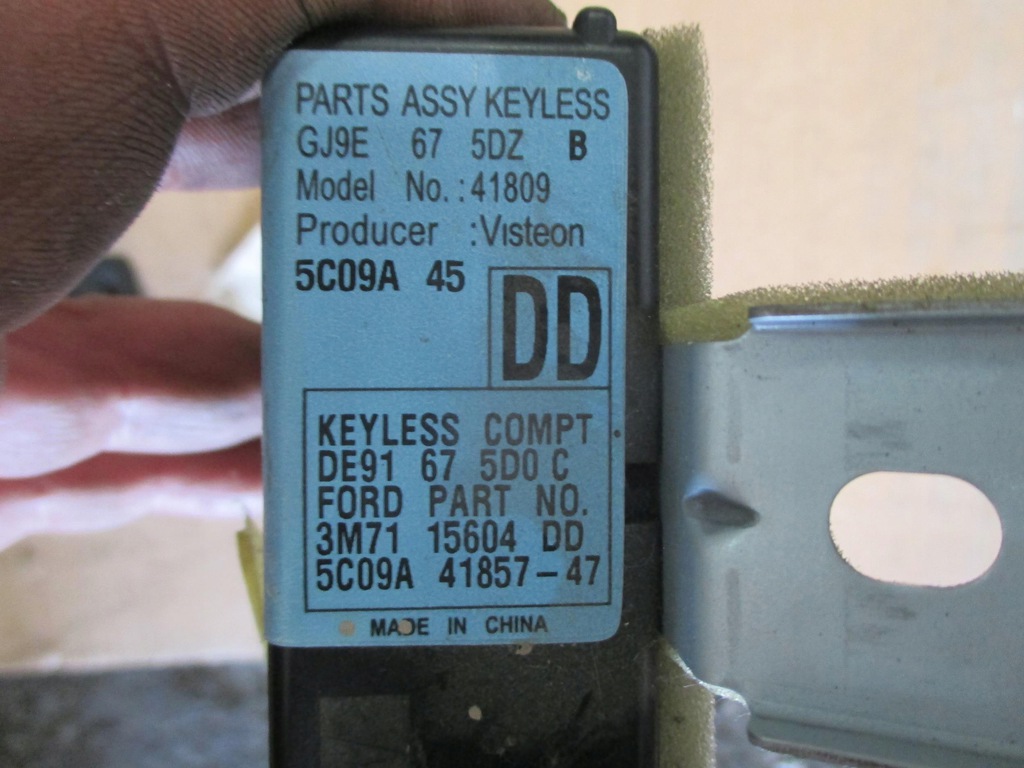 PARTS ASSY KEYLESS
GJ9E 67 5DZ B
Model No.: 41809
Producer :Visteon
5C09A 45
DD
KEYLESS COMPT
DE91 67 5D0 C
FORD PART NO.
3M71 15604 DD
5C09A 41857-47
MADE IN CHINA